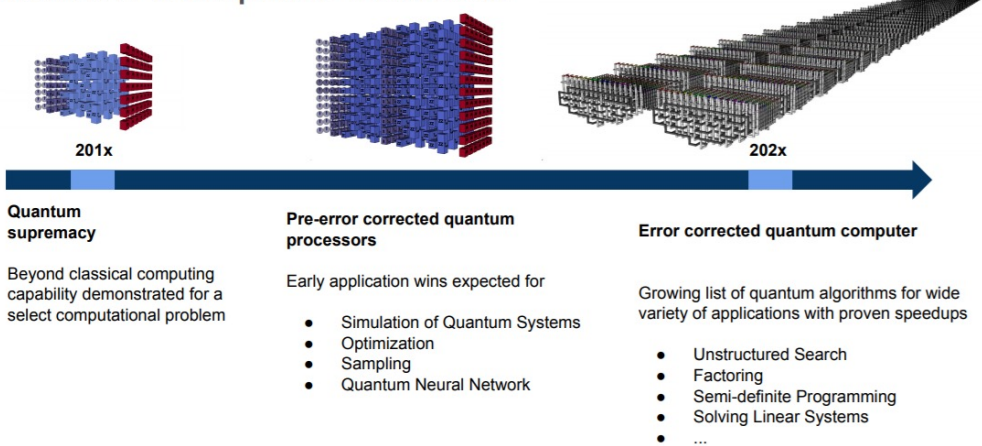 201x
202x
Quantum
supremacy
Beyond classical computing
capability demonstrated for a
select computational problem
Pre-error corrected quantum
processors
Early application wins expected for
● Simulation of Quantum Systems
● Optimization
● Sampling
● Quantum Neural Network
Error corrected quantum computer
Growing list of quantum algorithms for wide
variety of applications with proven speedups
● Unstructured Search
● Factoring
● Semi-definite Programming
● Solving Linear Systems
● ...